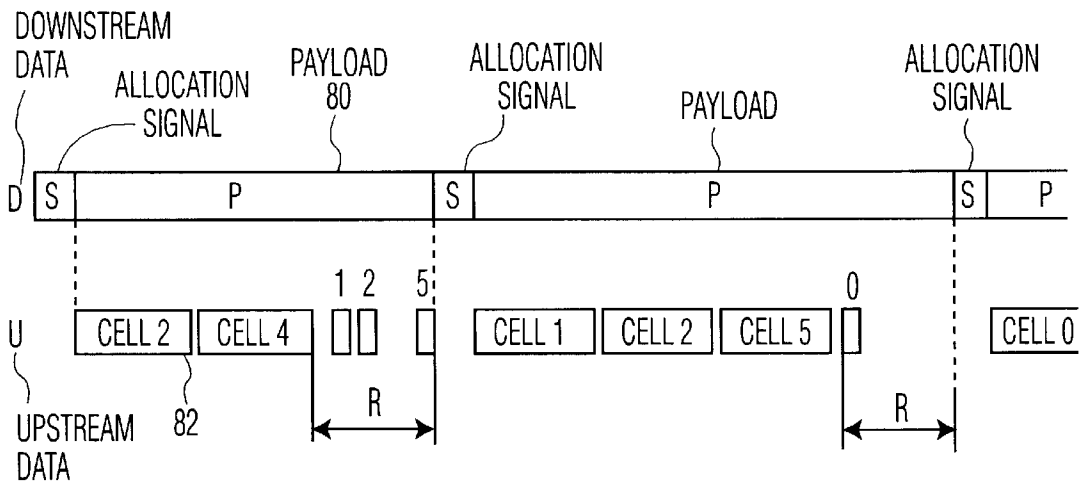 DOWNSTREAM
DATA
ALLOCATION
SIGNAL
PAYLOAD
80
ALLOCATION
SIGNAL
PAYLOAD
ALLOCATION
SIGNAL
D S P S P S P
1 2 5 0
U CELL 2 CELL 4 CELL 1 CELL 2 CELL 5 CELL 0
R R
82
UPSTREAM
DATA